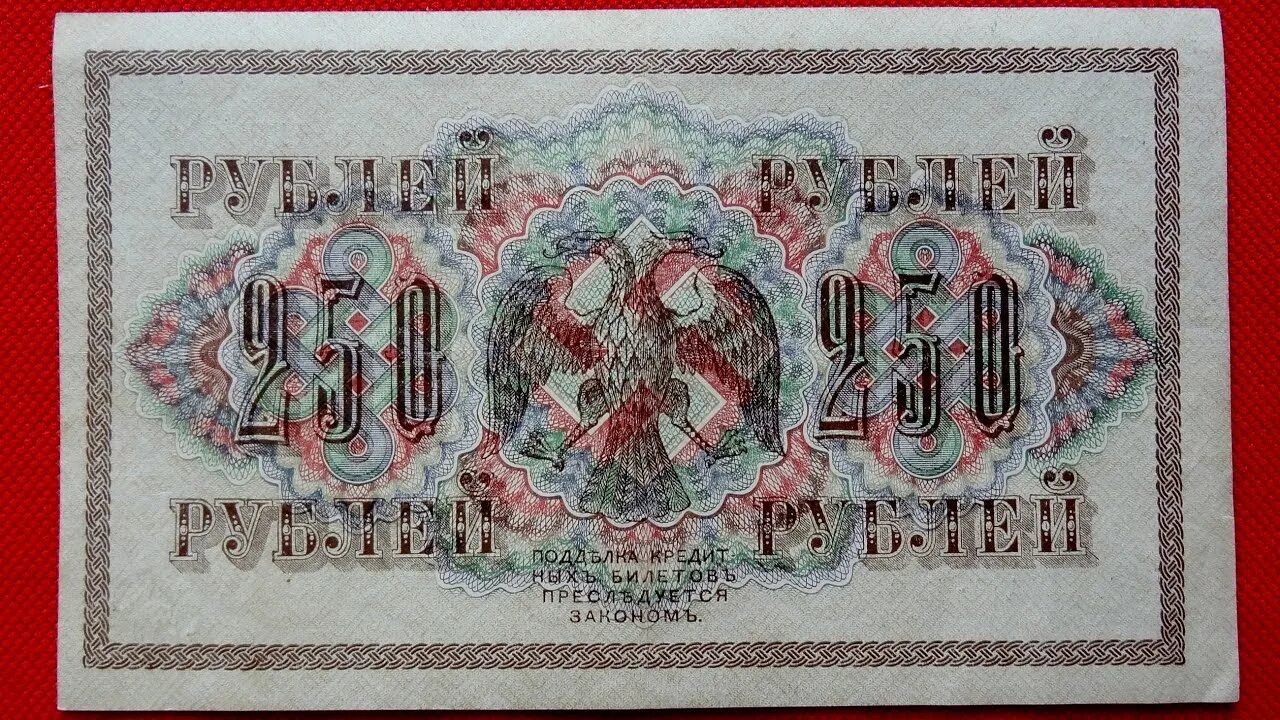 РУБЛЕЙ РУБЛЕЙ
250 250
РУБЛЕЙ РУБЛЕЙ
ПОДДѢЛКА КРЕДИТ-
НЫХЪ БИЛЕТОВЪ
ПРЕСЛѢДУЕТСЯ
ЗАКОНОМЪ.